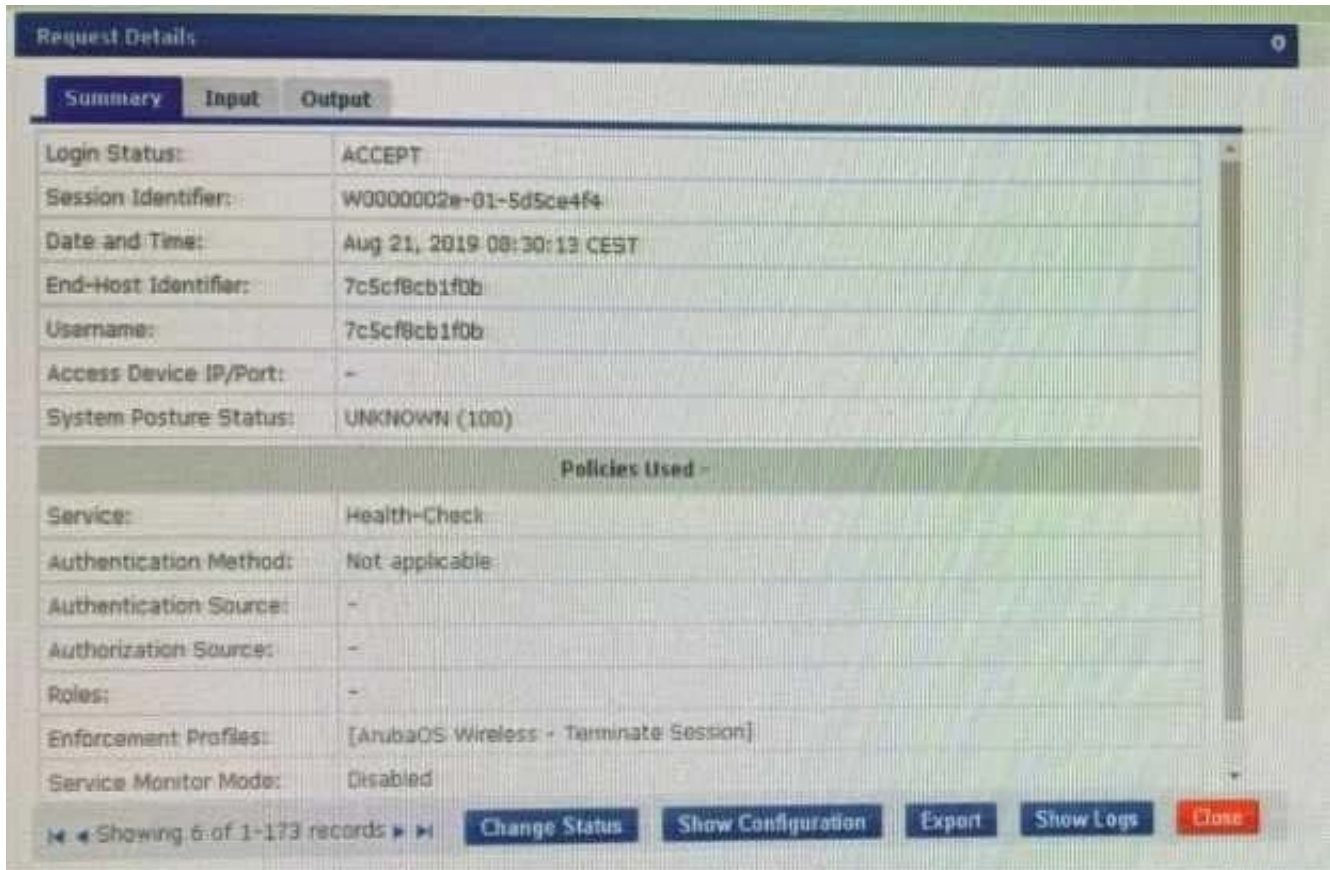 Request Details
Summary Input Output
Login Status: ACCEPT
Session Identifier: W0000002e-01-5d5ce4f4
Date and Time: Aug 21, 2019 08:30:13 CEST
End-Host Identifier: 7c5cf8cb1f0b
Username: 7c5cf8cb1f0b
Access Device IP/Port: -
System Posture Status: UNKNOWN (100)
Policies Used -
Service: Health-Check
Authentication Method: Not applicable
Authentication Source: -
Authorization Source: -
Roles: -
Enforcement Profiles: [ArubaOS Wireless - Terminate Session]
Service Monitor Mode: Disabled
Showing 6 of 1-173 records Change Status Show Configuration Export Show Logs Close